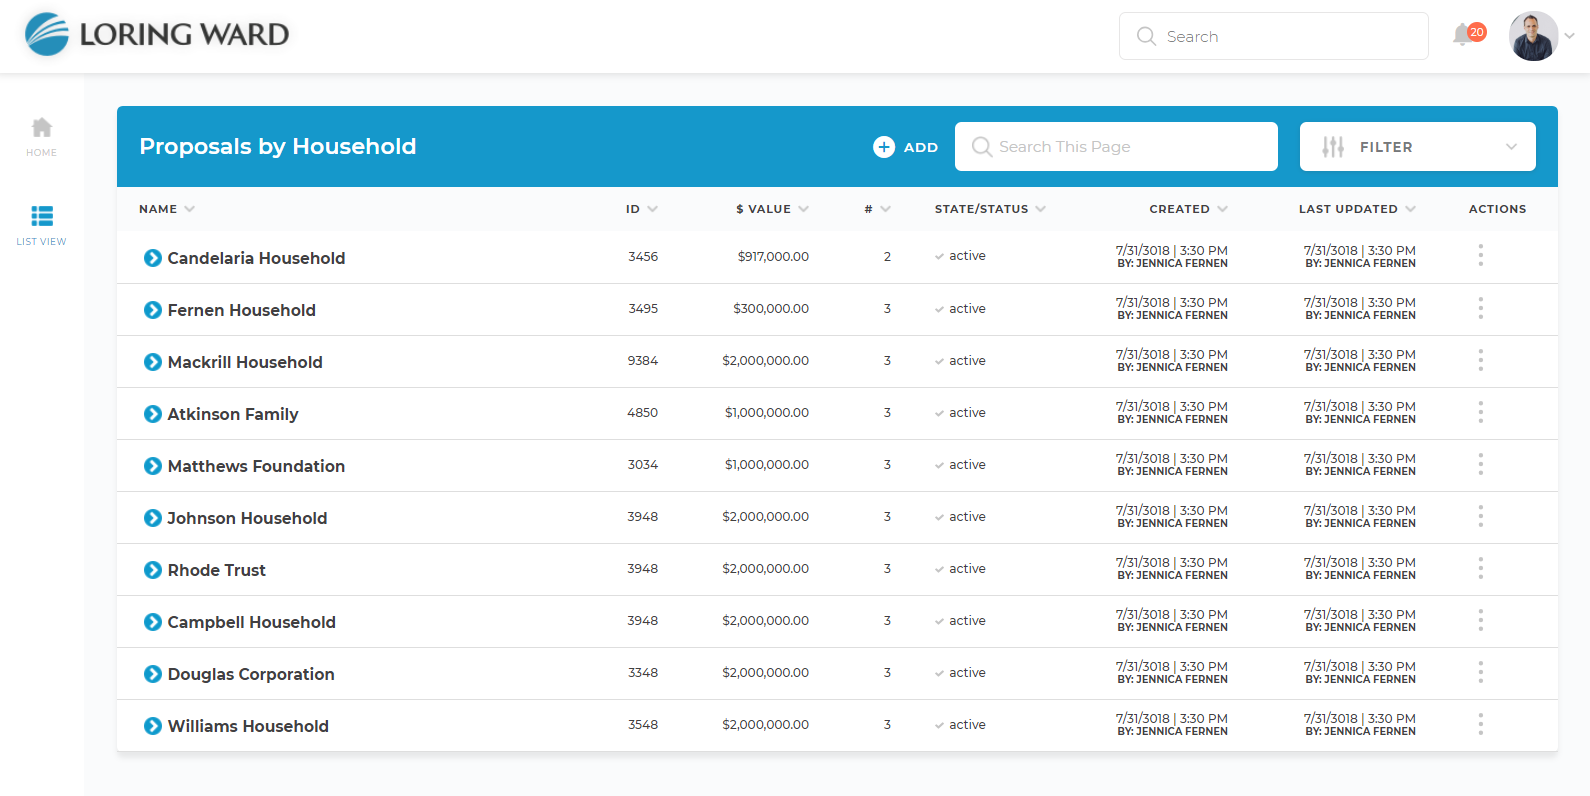 LORING WARD
Search
20
HOME
LIST VIEW
Proposals by Household
ADD
Search This Page
FILTER
NAME ID $ VALUE # STATE/STATUS CREATED LAST UPDATED ACTIONS
Candelaria Household 3456 $917,000.00 2 active 7/31/3018 | 3:30 PM 7/31/3018 | 3:30 PM
BY: JENNICA FERNEN BY: JENNICA FERNEN
Fernen Household 3495 $300,000.00 3 active 7/31/3018 | 3:30 PM 7/31/3018 | 3:30 PM
BY: JENNICA FERNEN BY: JENNICA FERNEN
Mackrill Household 9384 $2,000,000.00 3 active 7/31/3018 | 3:30 PM 7/31/3018 | 3:30 PM
BY: JENNICA FERNEN BY: JENNICA FERNEN
Atkinson Family 4850 $1,000,000.00 3 active 7/31/3018 | 3:30 PM 7/31/3018 | 3:30 PM
BY: JENNICA FERNEN BY: JENNICA FERNEN
Matthews Foundation 3034 $1,000,000.00 3 active 7/31/3018 | 3:30 PM 7/31/3018 | 3:30 PM
BY: JENNICA FERNEN BY: JENNICA FERNEN
Johnson Household 3948 $2,000,000.00 3 active 7/31/3018 | 3:30 PM 7/31/3018 | 3:30 PM
BY: JENNICA FERNEN BY: JENNICA FERNEN
Rhode Trust 3948 $2,000,000.00 3 active 7/31/3018 | 3:30 PM 7/31/3018 | 3:30 PM
BY: JENNICA FERNEN BY: JENNICA FERNEN
Campbell Household 3948 $2,000,000.00 3 active 7/31/3018 | 3:30 PM 7/31/3018 | 3:30 PM
BY: JENNICA FERNEN BY: JENNICA FERNEN
Douglas Corporation 3348 $2,000,000.00 3 active 7/31/3018 | 3:30 PM 7/31/3018 | 3:30 PM
BY: JENNICA FERNEN BY: JENNICA FERNEN
Williams Household 3548 $2,000,000.00 3 active 7/31/3018 | 3:30 PM 7/31/3018 | 3:30 PM
BY: JENNICA FERNEN BY: JENNICA FERNEN